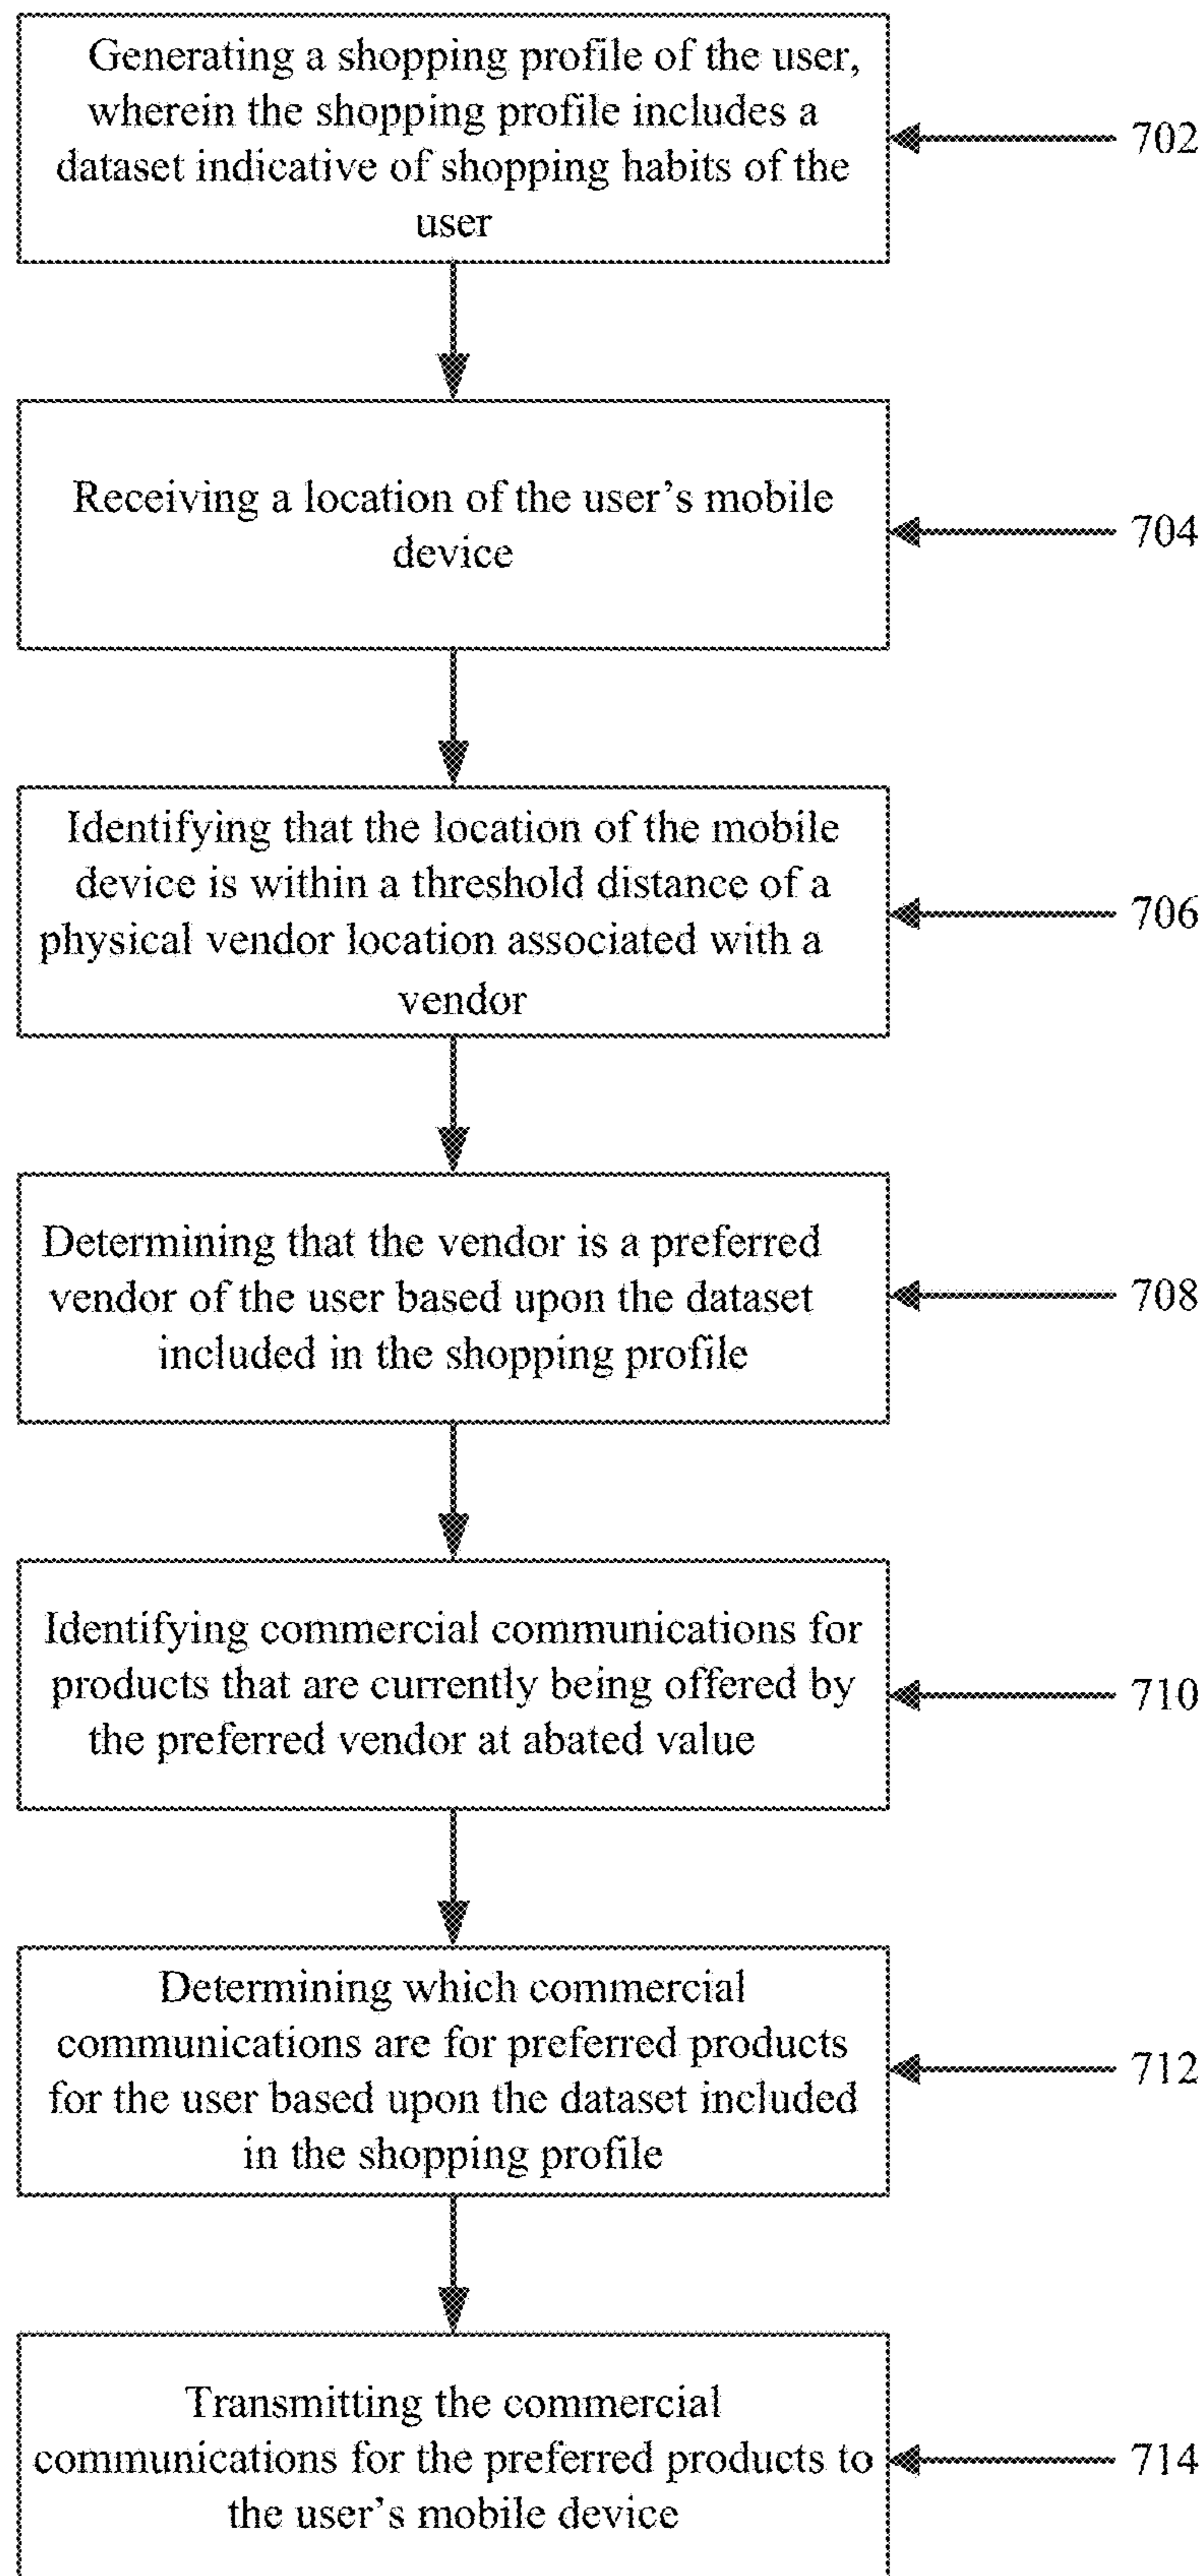 Generating a shopping profile of the user,
wherein the shopping profile includes a
dataset indicative of shopping habits of the
user
702
Receiving a location of the user's mobile
device
704
Identifying that the location of the mobile
device is within a threshold distance of a
physical vendor location associated with a
vendor
706
Determining that the vendor is a preferred
vendor of the user based upon the dataset
included in the shopping profile
708
Identifying commercial communications for
products that are currently being offered by
the preferred vendor at abated value
710
Determining which commercial
communications are for preferred products
for the user based upon the dataset included
in the shopping profile
712
Transmitting the commercial
communications for the preferred products to
the user's mobile device
714